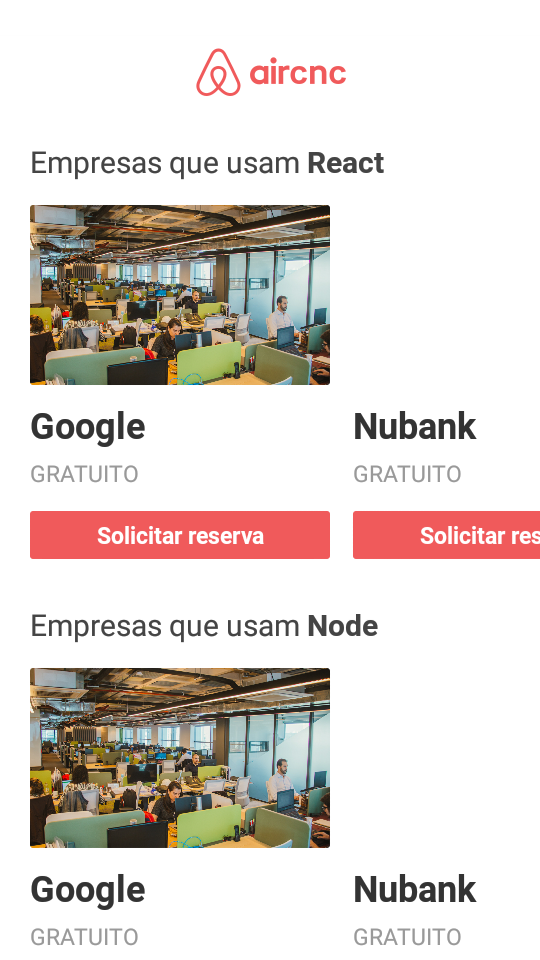 aircnc
Empresas que usam React
Google
Nubank
GRATUITO
GRATUITO
Solicitar reserva
Solicitar res
Empresas que usam Node
Google
Nubank
GRATUITO
GRATUITO